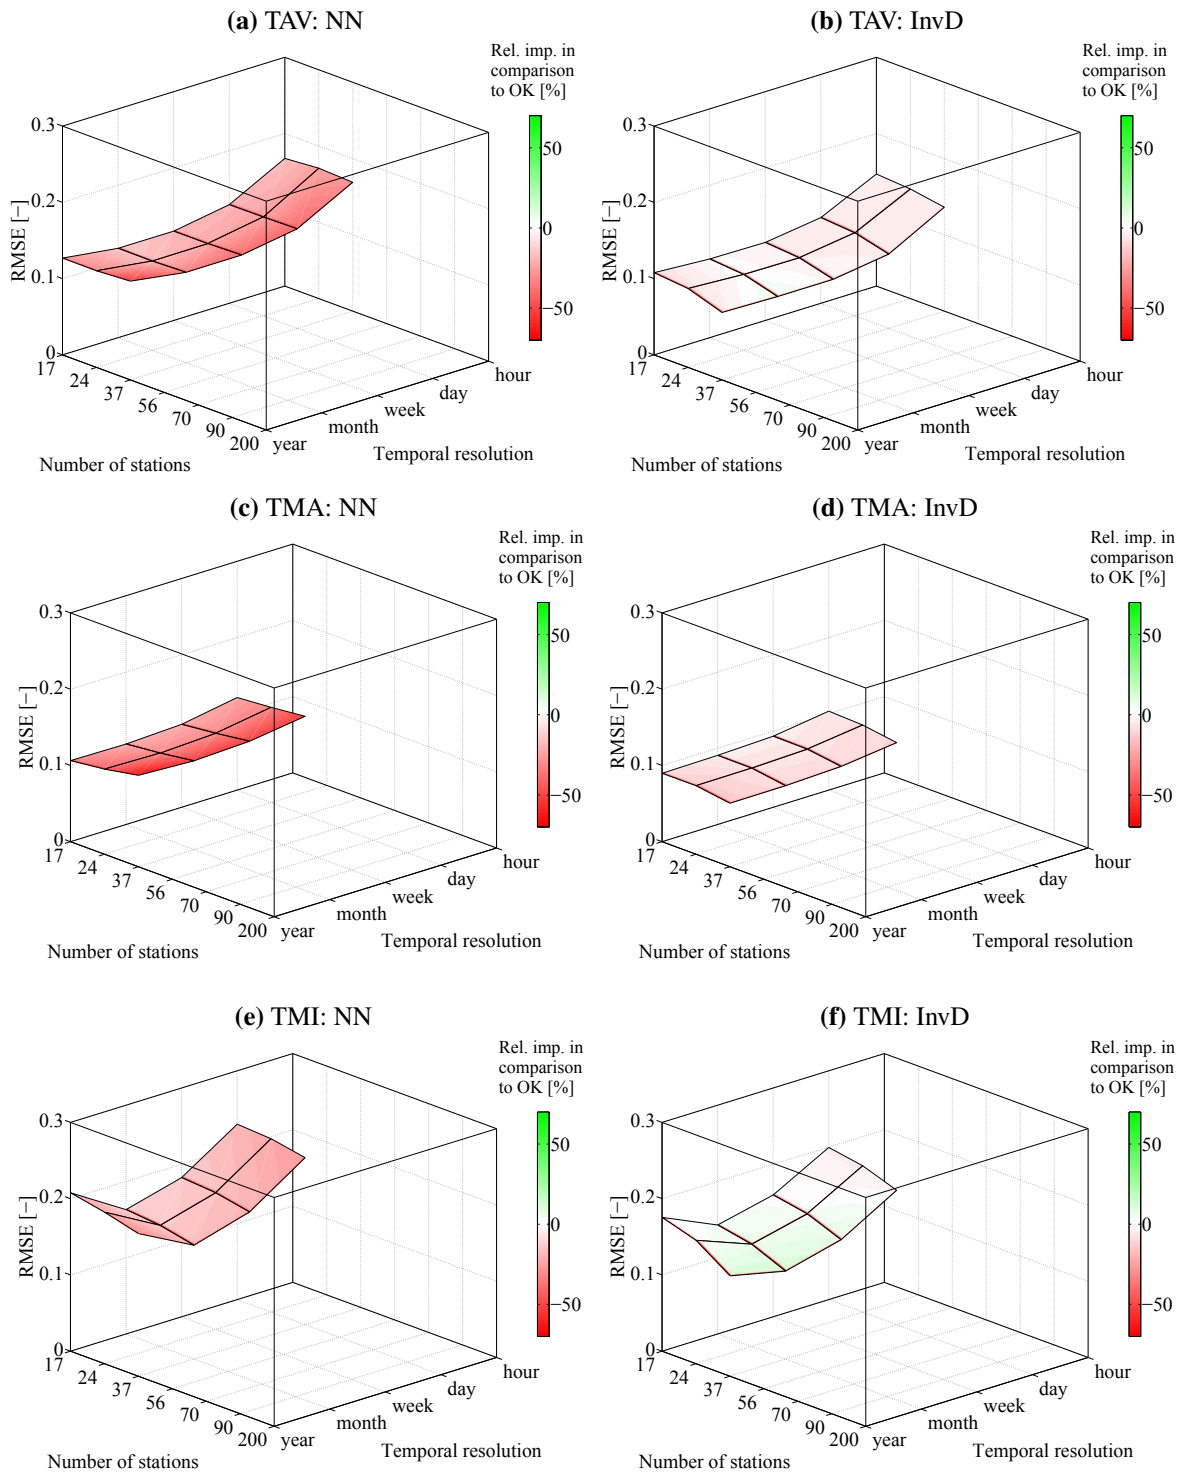 (a) TAV: NN
Rel. imp. in
comparison
to OK [%]
50
0
−50
0.3
0.2
0.1
0
RMSE [−]
17
24
37
56
70
90
200
year
month
week
day
hour
Number of stations
Temporal resolution
(b) TAV: InvD
Rel. imp. in
comparison
to OK [%]
50
0
−50
0.3
0.2
0.1
0
RMSE [−]
17
24
37
56
70
90
200
year
month
week
day
hour
Number of stations
Temporal resolution
(c) TMA: NN
Rel. imp. in
comparison
to OK [%]
50
0
−50
0.3
0.2
0.1
0
RMSE [−]
17
24
37
56
70
90
200
year
month
week
day
hour
Number of stations
Temporal resolution
(d) TMA: InvD
Rel. imp. in
comparison
to OK [%]
50
0
−50
0.3
0.2
0.1
0
RMSE [−]
17
24
37
56
70
90
200
year
month
week
day
hour
Number of stations
Temporal resolution
(e) TMI: NN
Rel. imp. in
comparison
to OK [%]
50
0
−50
0.3
0.2
0.1
0
RMSE [−]
17
24
37
56
70
90
200
year
month
week
day
hour
Number of stations
Temporal resolution
(f) TMI: InvD
Rel. imp. in
comparison
to OK [%]
50
0
−50
0.3
0.2
0.1
0
RMSE [−]
17
24
37
56
70
90
200
year
month
week
day
hour
Number of stations
Temporal resolution